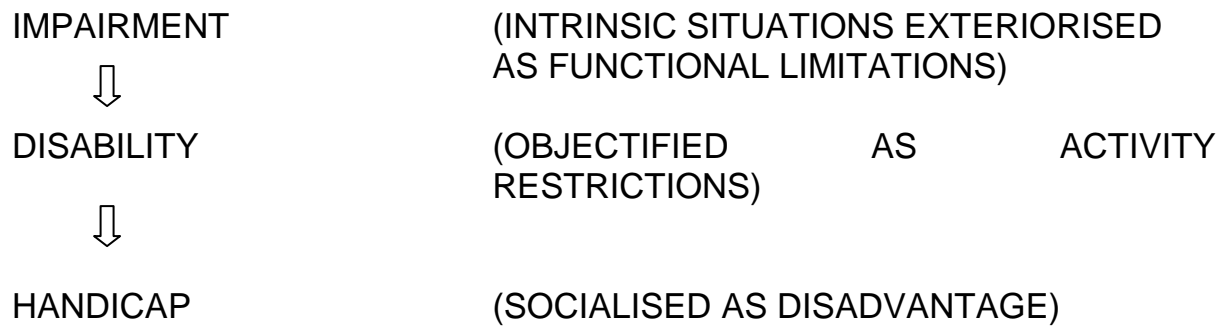 IMPAIRMENT (INTRINSIC SITUATIONS EXTERIORISED
AS FUNCTIONAL LIMITATIONS)
DISABILITY (OBJECTIFIED AS ACTIVITY
RESTRICTIONS)
HANDICAP (SOCIALISED AS DISADVANTAGE)